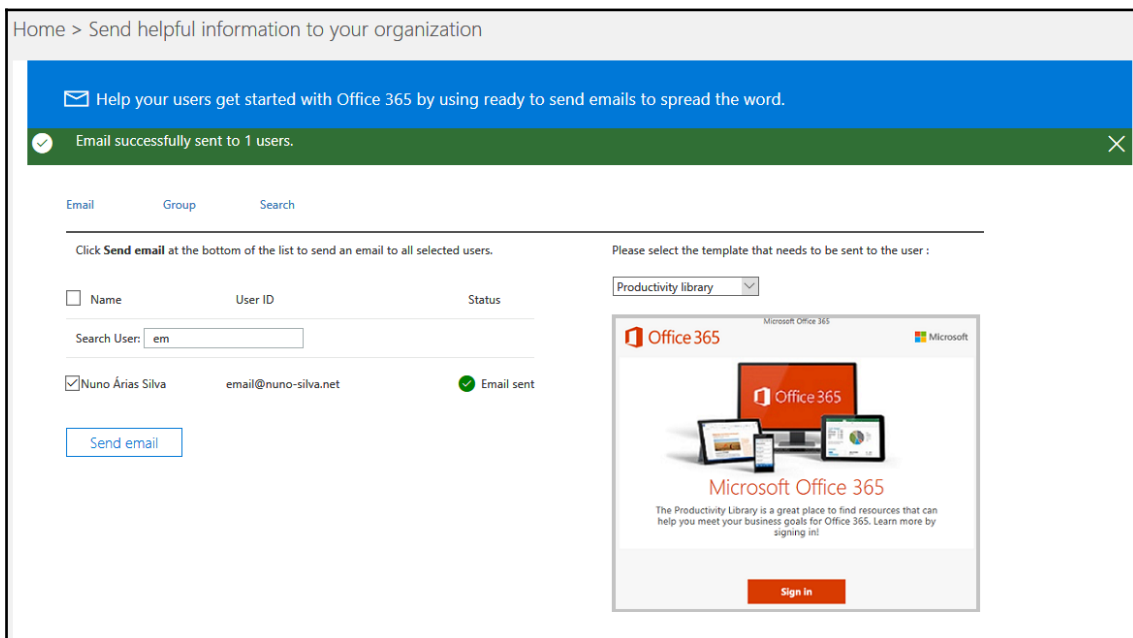 Home > Send helpful information to your organization
Help your users get started with Office 365 by using ready to send emails to spread the word.
Email successfully sent to 1 users.
Email Group Search
Click Send email at the bottom of the list to send an email to all selected users.
Name User ID Status
Search User: em
Nuno Árias Silva email@nuno-silva.net Email sent
Send email
Please select the template that needs to be sent to the user :
Productivity library
Microsoft Office 365
Office 365 Microsoft
Office 365
Microsoft Office 365
The Productivity Library is a great place to find resources that can
help you meet your business goals for Office 365. Learn more by
signing in!
Sign in